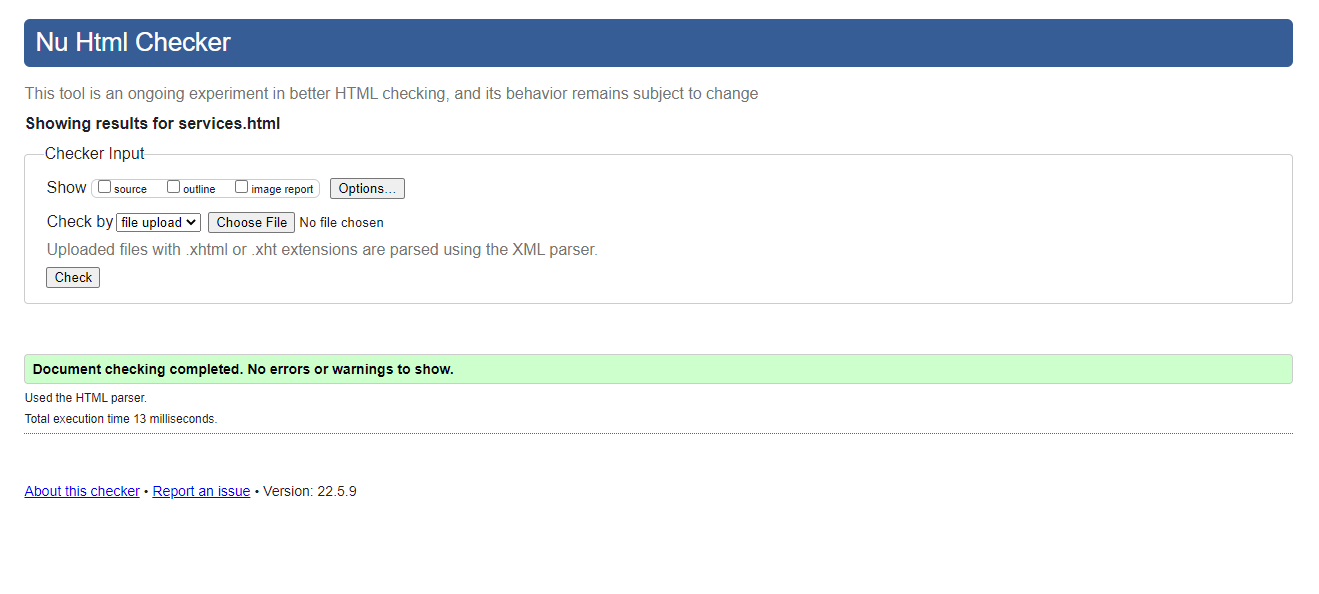 Nu Html Checker
This tool is an ongoing experiment in better HTML checking, and its behavior remains subject to change
Showing results for services.html
Checker Input
Show source outline image report Options...
Check by file upload Choose File No file chosen
Uploaded files with .xhtml or .xht extensions are parsed using the XML parser.
Check
Document checking completed. No errors or warnings to show.
Used the HTML parser.
Total execution time 13 milliseconds.
About this checker • Report an issue • Version: 22.5.9